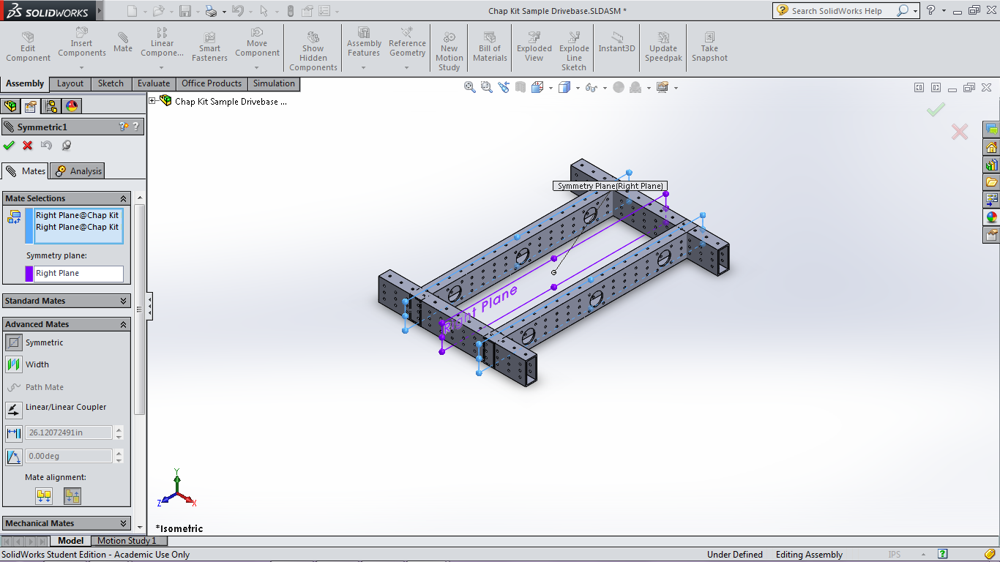 SOLIDWORKS
Chap Kit Sample Drivebase.SLDASM *
Search SolidWorks Help
Edit Component
Insert Components
Mate
Linear Compone...
Smart Fasteners
Move Component
Show Hidden Components
Assembly Features
Reference Geometry
New Motion Study
Bill of Materials
Exploded View
Explode Line Sketch
Instant3D
Update Speedpak
Take Snapshot
Assembly
Layout
Sketch
Evaluate
Office Products
Simulation
Chap Kit Sample Drivebase ...
Symmetric1
Mates
Analysis
Mate Selections
Right Plane@Chap Kit
Right Plane@Chap Kit
Symmetry plane:
Right Plane
Standard Mates
Advanced Mates
Symmetric
Width
Path Mate
Linear/Linear Coupler
26.12072491in
0.00deg
Mate alignment:
Mechanical Mates
Symmetry Plane(Right Plane)
Right Plane
Y
Z
X
*Isometric
Model
Motion Study 1
SolidWorks Student Edition - Academic Use Only
Under Defined
Editing Assembly
IPS